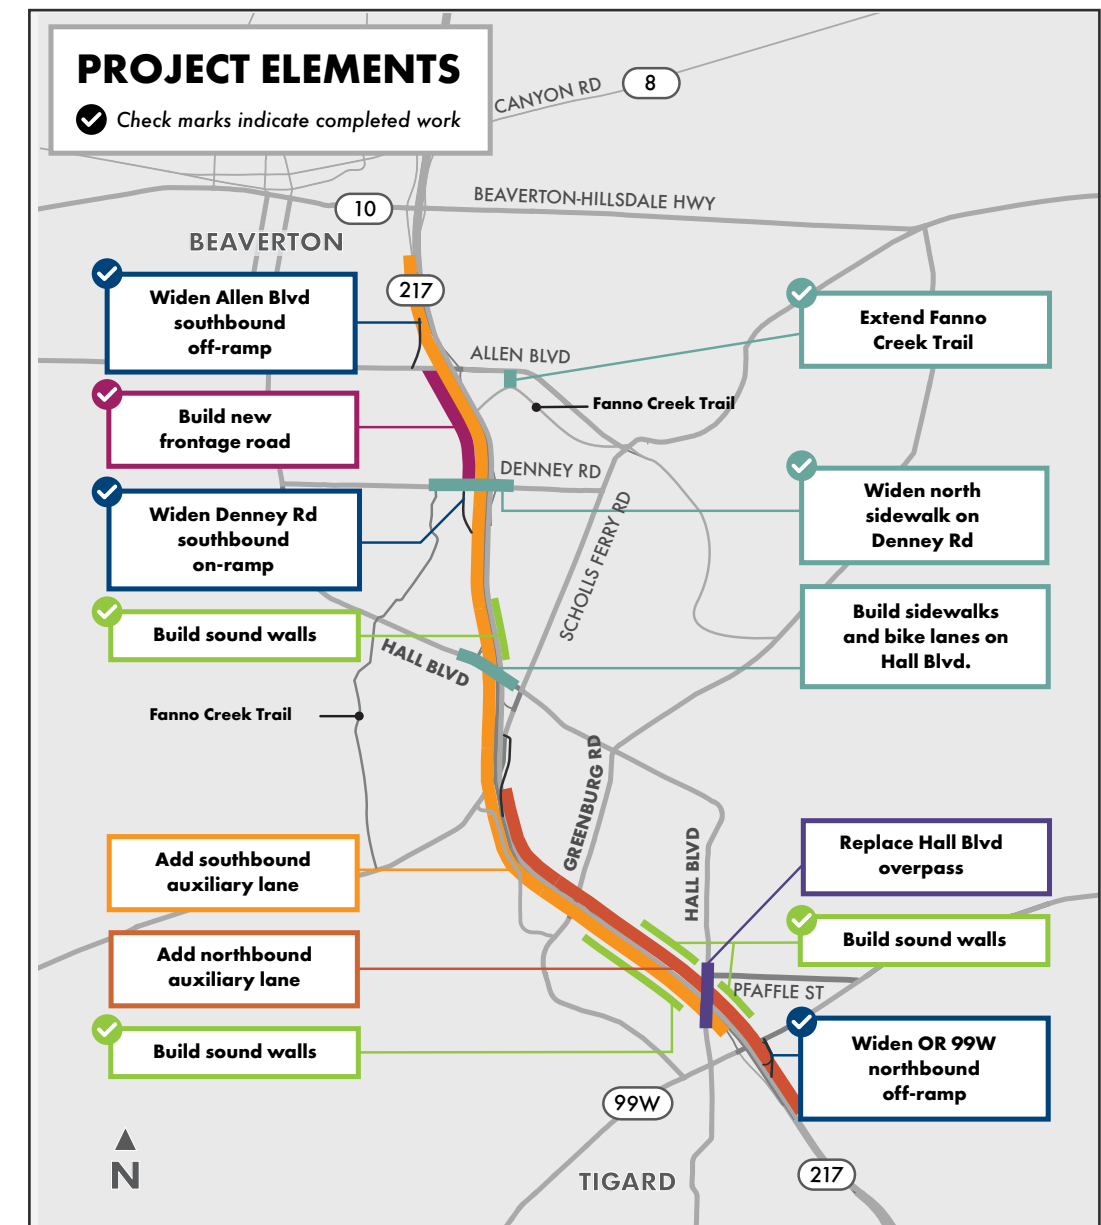 PROJECT ELEMENTS
Check marks indicate completed work
CANYON RD
8
BEAVERTON-HILLSDALE HWY
10
BEAVERTON
217
Widen Allen Blvd
southbound
off-ramp
Extend Fanno
Creek Trail
ALLEN BLVD
Fanno Creek Trail
Build new
frontage road
DENNEY RD
Widen north
sidewalk on
Denney Rd
Widen Denney Rd
southbound
on-ramp
SCHOLLS FERRY RD
Build sidewalks
and bike lanes on
Hall Blvd.
Build sound walls
HALL BLVD
Fanno Creek Trail
GREENBURG RD
HALL BLVD
Replace Hall Blvd
overpass
Add southbound
auxiliary lane
Build sound walls
Add northbound
auxiliary lane
PFAFFLE ST
Build sound walls
Widen OR 99W
northbound
off-ramp
99W
N
TIGARD
217